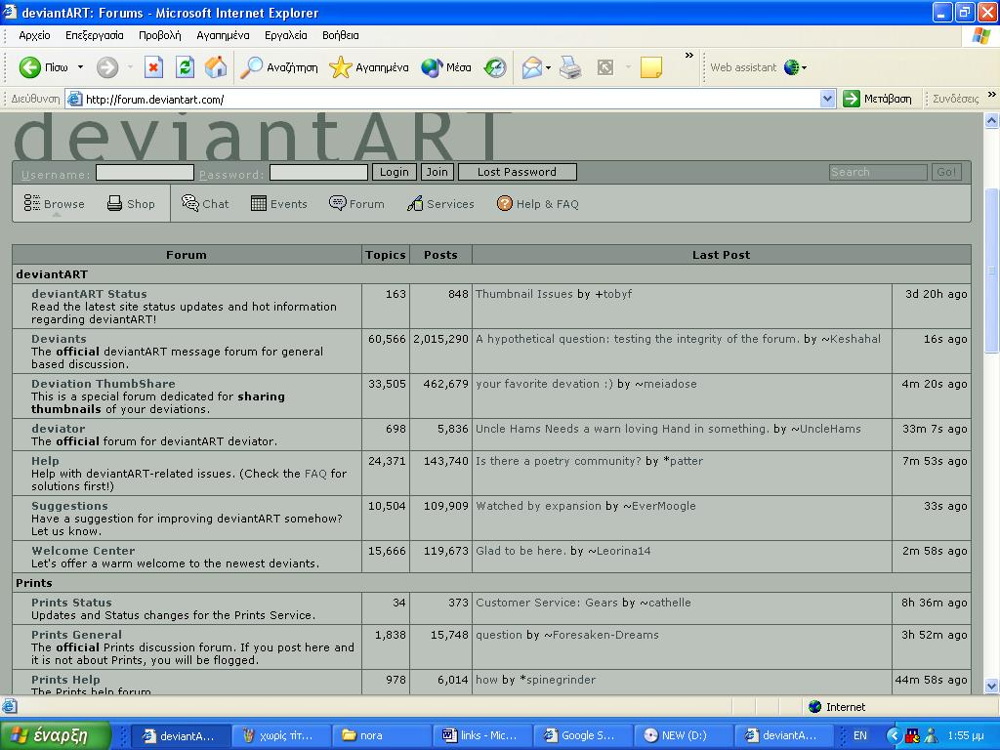 deviantART: Forums - Microsoft Internet Explorer
Αρχείο Επεξεργασία Προβολή Αγαπημένα Εργαλεία Βοήθεια
Πίσω Αναζήτηση Αγαπημένα Μέσα » Web assistant
Διεύθυνση http://forum.deviantart.com/ Μετάβαση Συνδέσεις »
deviantART
Username: Password: Login Join Lost Password Search Go!
Browse Shop Chat Events Forum Services Help & FAQ
Forum Topics Posts Last Post
deviantART
deviantART Status 163 848 Thumbnail Issues by +tobyf 3d 20h ago
Read the latest site status updates and hot information
regarding deviantART!
Deviants 60,566 2,015,290 A hypothetical question: testing the integrity of the forum. by ~Keshahal 16s ago
The official deviantART message forum for general
based discussion.
Deviation ThumbShare 33,505 462,679 your favorite devation :) by ~meiadose 4m 20s ago
This is a special forum dedicated for sharing
thumbnails of your deviations.
deviator 698 5,836 Uncle Hams Needs a warn loving Hand in something. by ~UncleHams 33m 7s ago
The official forum for deviantART deviator.
Help 24,371 143,740 Is there a poetry community? by *patter 7m 53s ago
Help with deviantART-related issues. (Check the FAQ for
solutions first!)
Suggestions 10,504 109,909 Watched by expansion by ~EverMoogle 33s ago
Have a suggestion for improving deviantART somehow?
Let us know.
Welcome Center 15,666 119,673 Glad to be here. by ~Leorina14 2m 58s ago
Let's offer a warm welcome to the newest deviants.
Prints
Prints Status 34 373 Customer Service: Gears by ~cathelle 8h 36m ago
Updates and Status changes for the Prints Service.
Prints General 1,838 15,748 question by ~Foresaken-Dreams 3h 52m ago
The official Prints discussion forum. If you post here and
it is not about Prints, you will be flogged.
Prints Help 978 6,014 how by *spinegrinder 44m 58s ago
The Prints help forum.
Internet
έναρξη deviantA... χωρίς τίτ... nora links - Mic... Google S... NEW (D:) deviantA... EN 1:55 μμ